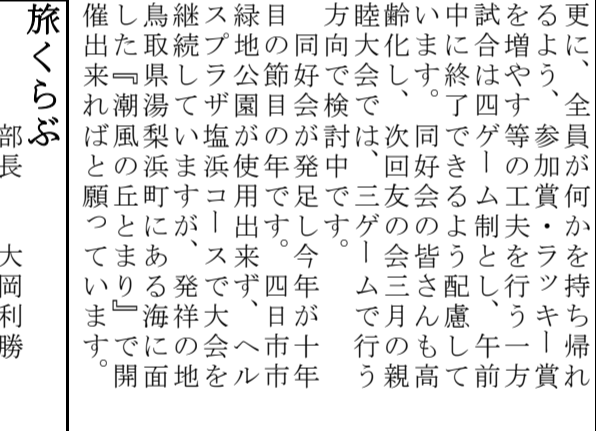 更に、全員が何かを持ち帰れ
るよう、参加賞・ラッキー賞
を増やす等の工夫を行う一方
試合は四ゲーム制とし、午前
中に終了できるよう配慮して
います。同好会の皆さんも高
齢化し、次回友の会三月の親
睦大会では、三ゲームで行う
方向で検討中です。
　同好会が発足し今年が十年
目の節目の年です。四日市市
緑地公園が使用出来ず、ヘル
スプラザ塩浜コースで大会を
継続していますが、発祥の地
鳥取県湯梨浜町にある海に面
した『潮風の丘とまり』で開
催出来ればと願っています。
旅くらぶ
部長　大岡利勝